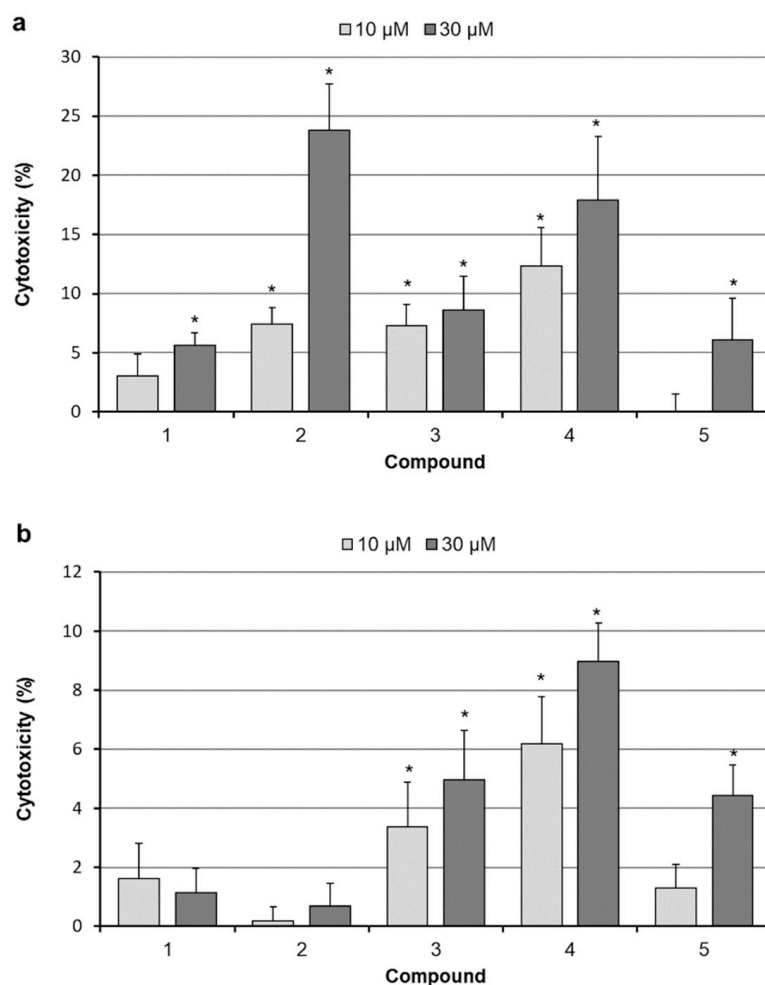 a
10 µM 30 µM
30
25
20
15
10
5
0
Cytotoxicity (%)
* * * * * * * *
1 2 3 4 5
Compound
b
10 µM 30 µM
12
10
8
6
4
2
0
Cytotoxicity (%)
* * * * *
1 2 3 4 5
Compound